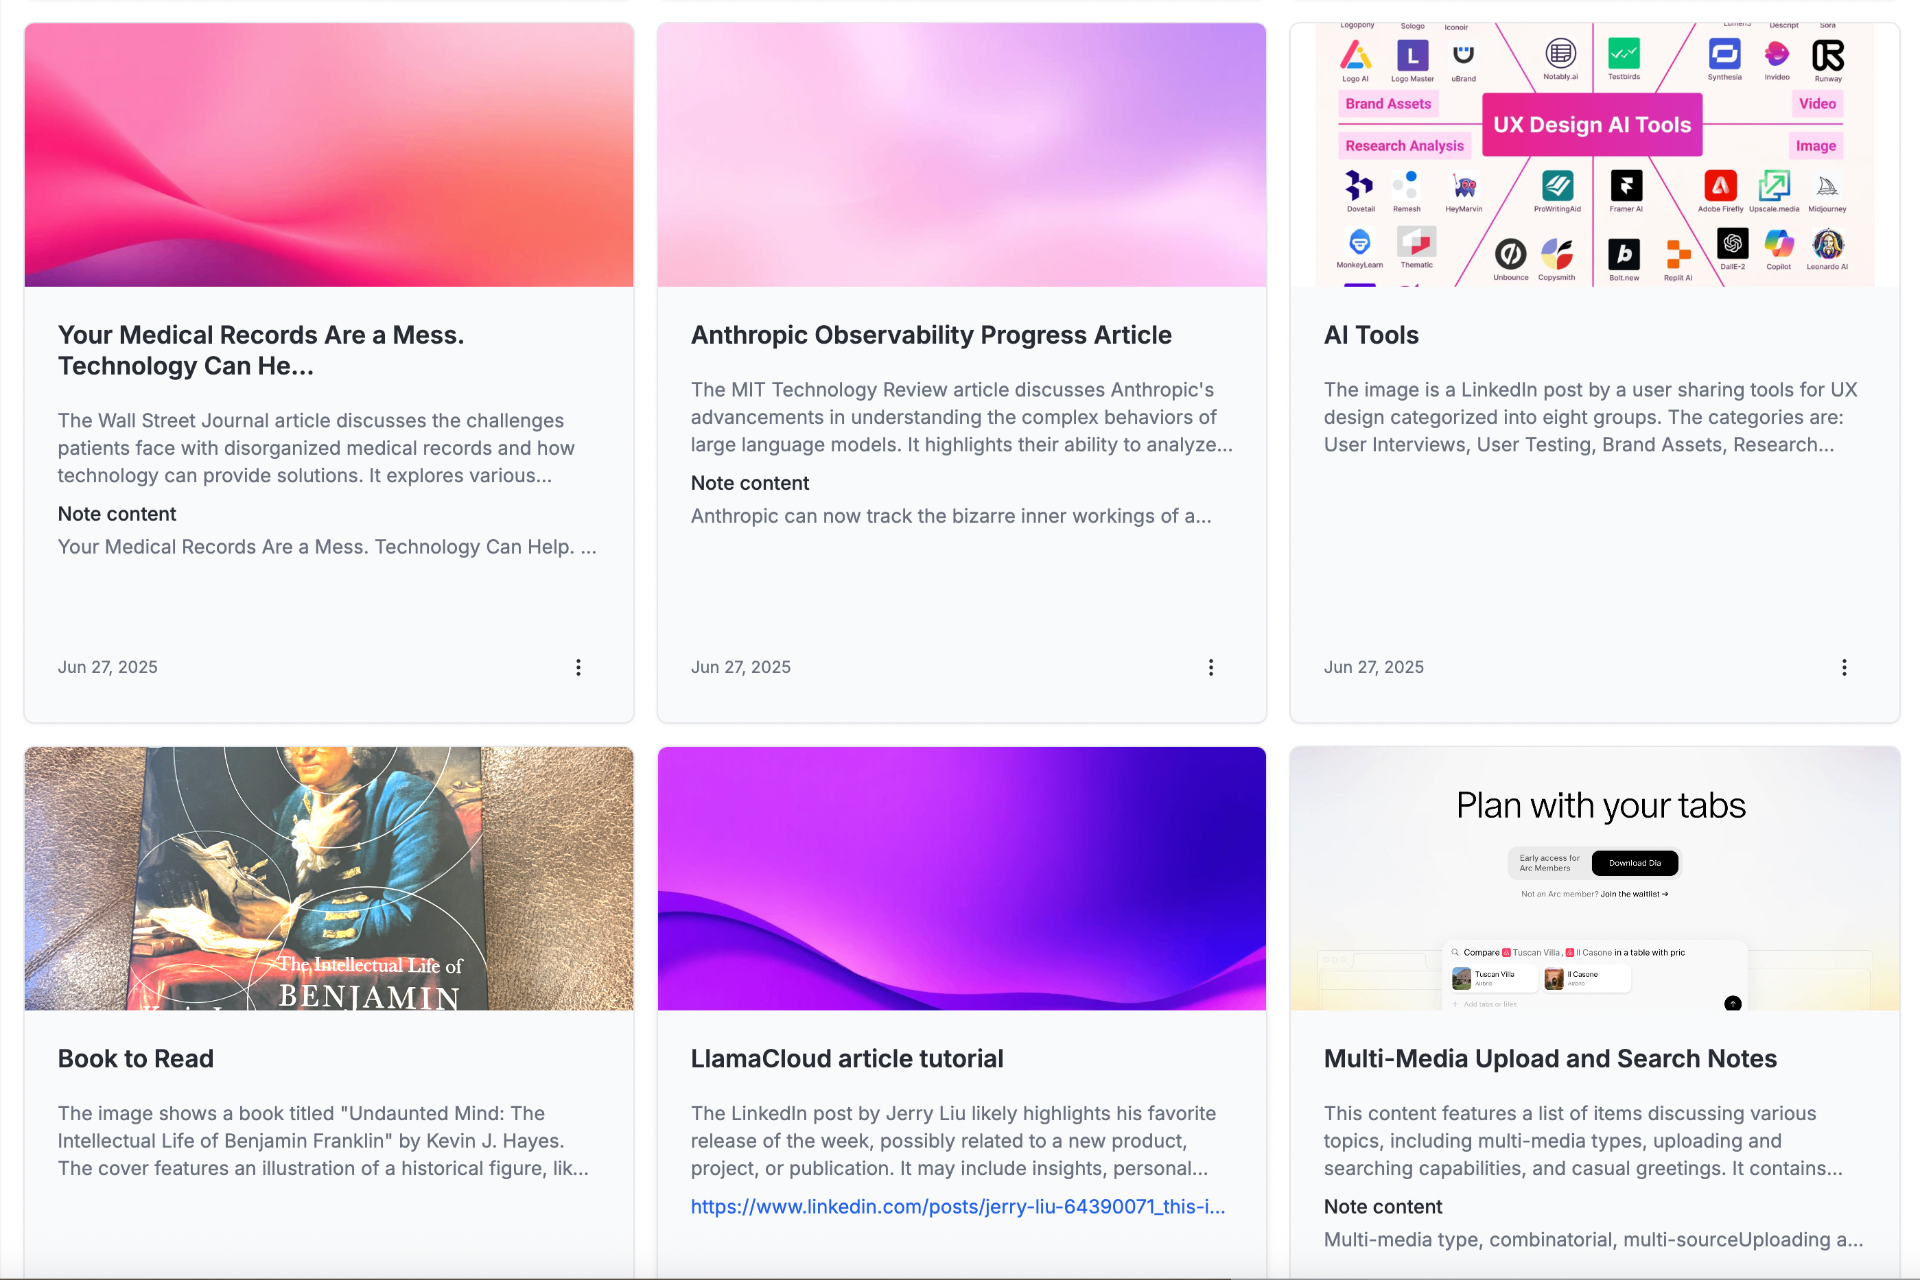 Logopony
Sologo
Iconoir
Lumen5
Descript
Sora
Logo AI
Logo Master
uBrand
Notably.ai
Testbirds
Synthesia
Invideo
Runway
Brand Assets
UX Design AI Tools
Video
Research Analysis
Image
Dovetail
Remesh
HeyMarvin
ProWritingAid
Framer AI
Adobe Firefly
Upscale.media
Midjourney
MonkeyLearn
Thematic
Unbounce
Copysmith
Bolt.new
Replit AI
DallE-2
Copilot
Leonardo AI
Your Medical Records Are a Mess.
Technology Can He...
The Wall Street Journal article discusses the challenges
patients face with disorganized medical records and how
technology can provide solutions. It explores various...
Note content
Your Medical Records Are a Mess. Technology Can Help. ...
Jun 27, 2025
Anthropic Observability Progress Article
The MIT Technology Review article discusses Anthropic's
advancements in understanding the complex behaviors of
large language models. It highlights their ability to analyze...
Note content
Anthropic can now track the bizarre inner workings of a...
Jun 27, 2025
AI Tools
The image is a LinkedIn post by a user sharing tools for UX
design categorized into eight groups. The categories are:
User Interviews, User Testing, Brand Assets, Research...
Jun 27, 2025
The Intellectual Life of
BENJAMIN
Book to Read
The image shows a book titled "Undaunted Mind: The
Intellectual Life of Benjamin Franklin" by Kevin J. Hayes.
The cover features an illustration of a historical figure, lik...
LlamaCloud article tutorial
The LinkedIn post by Jerry Liu likely highlights his favorite
release of the week, possibly related to a new product,
project, or publication. It may include insights, personal...
https://www.linkedin.com/posts/jerry-liu-64390071_this-i...
Plan with your tabs
Early access for
Arc Members
Download Dia
Not an Arc member? Join the waitlist →
Compare Tuscan Villa, Il Casone in a table with pric
Tuscan Villa
Airbnb
Il Casone
Airbnb
+ Add tabs or files
Multi-Media Upload and Search Notes
This content features a list of items discussing various
topics, including multi-media types, uploading and
searching capabilities, and casual greetings. It contains...
Note content
Multi-media type, combinatorial, multi-sourceUploading a...